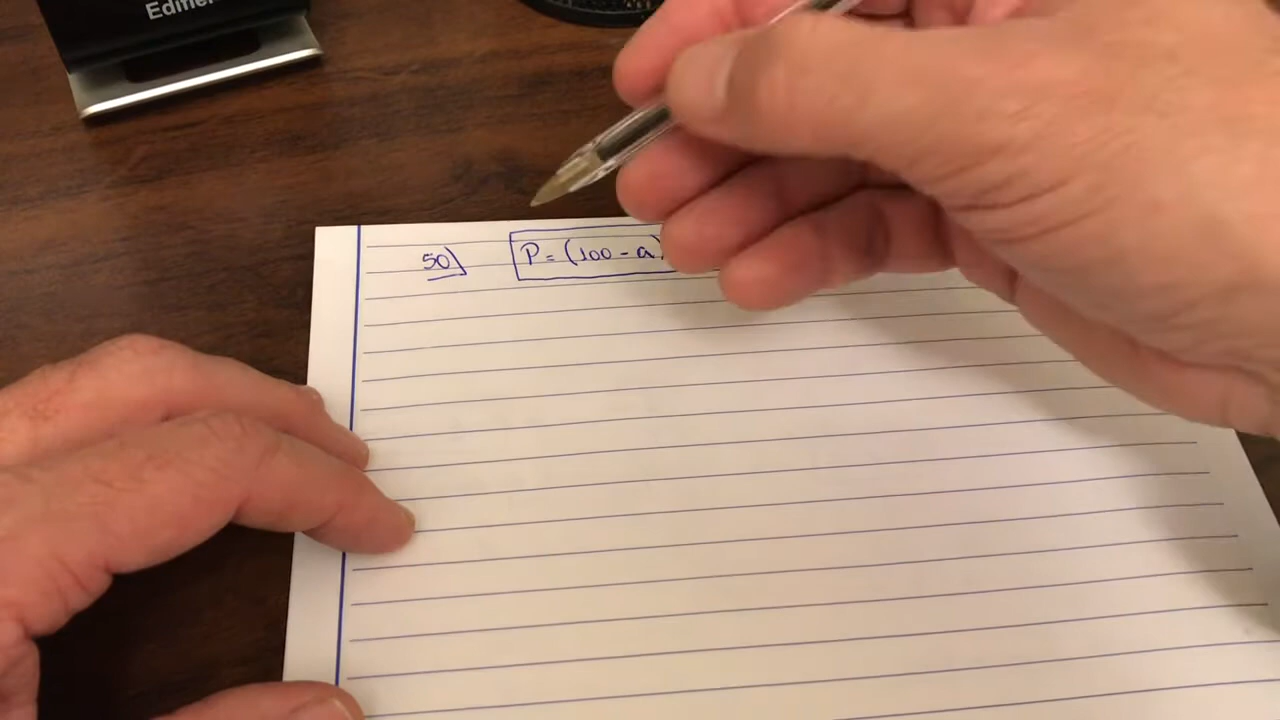 Edifier
50) P = (100 - a)